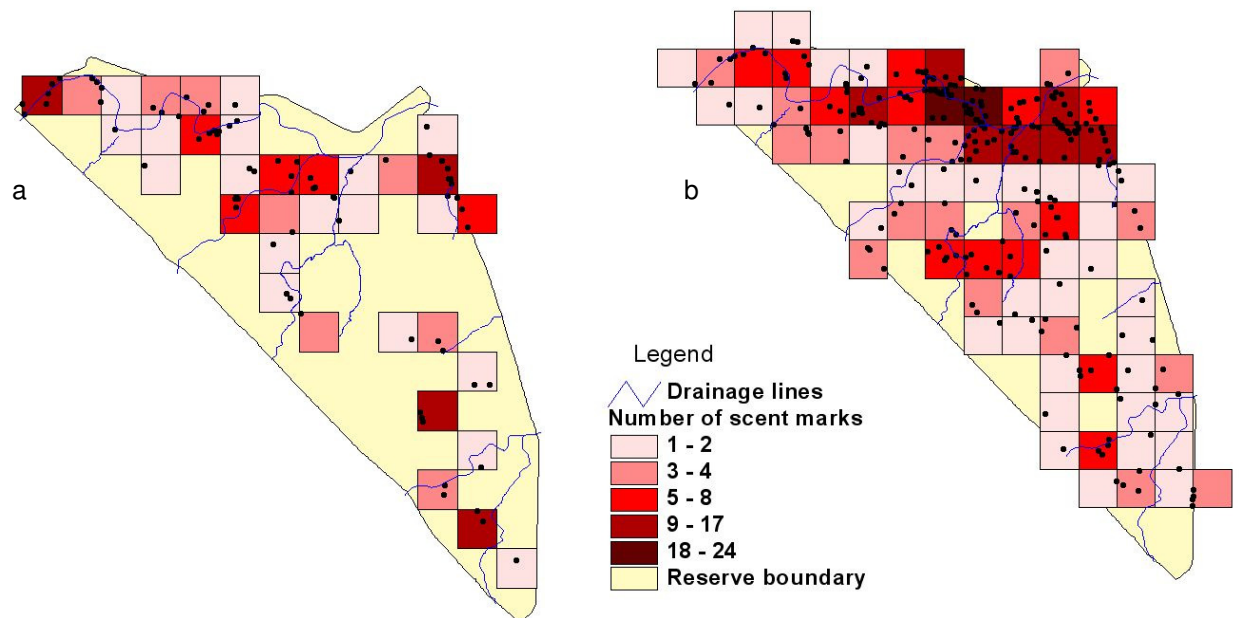 a
b
Legend
Drainage lines
Number of scent marks
1 - 2
3 - 4
5 - 8
9 - 17
18 - 24
Reserve boundary